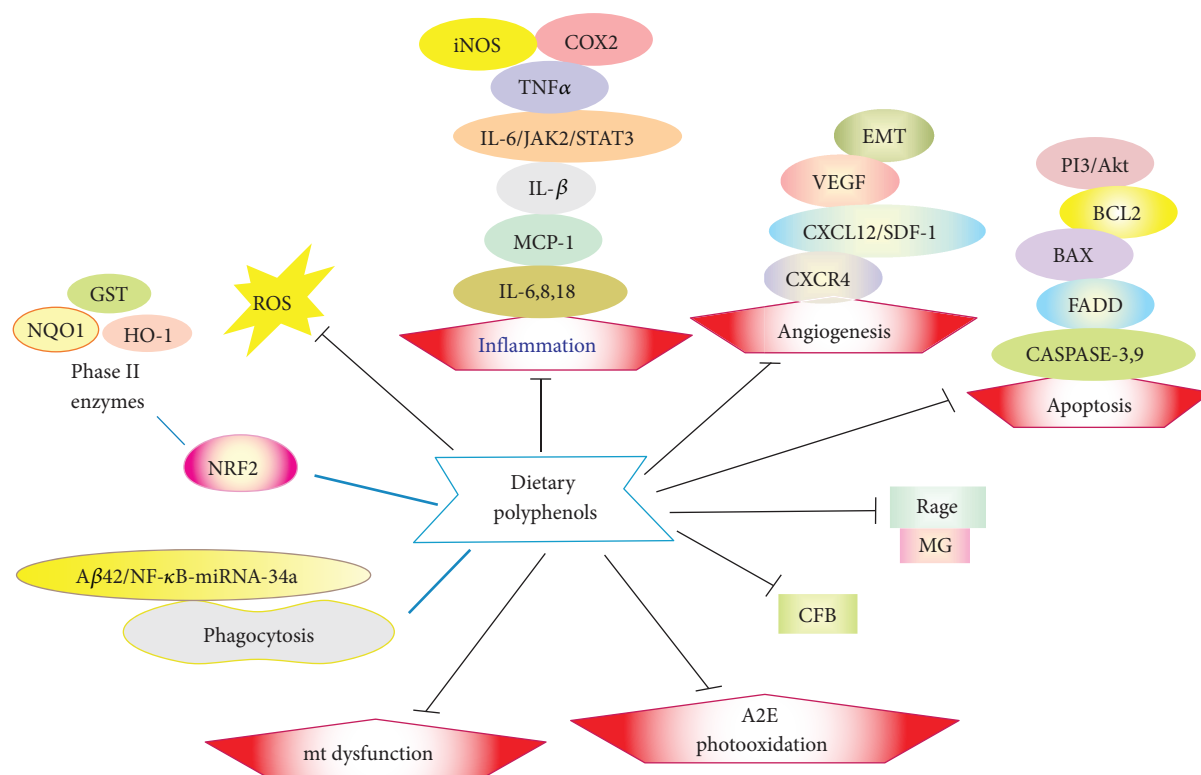 iNOS
COX2
TNFα
IL-6/JAK2/STAT3
IL-β
MCP-1
IL-6,8,18
Inflammation
EMT
VEGF
CXCL12/SDF-1
CXCR4
Angiogenesis
PI3/Akt
BCL2
BAX
FADD
CASPASE-3,9
Apoptosis
ROS
GST
NQO1
HO-1
Phase II
enzymes
NRF2
Dietary
polyphenols
Rage
MG
CFB
Aβ42/NF-κB-miRNA-34a
Phagocytosis
mt dysfunction
A2E
photooxidation